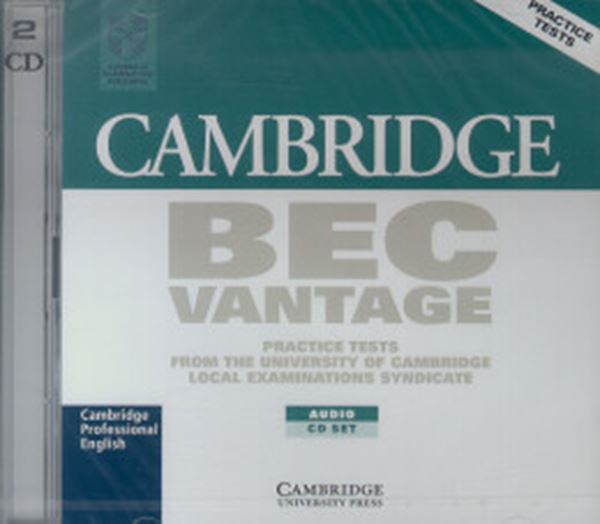 2
CD
PRACTICE
TESTS
CAMBRIDGE
BEC
VANTAGE
PRACTICE TESTS
FROM THE UNIVERSITY OF CAMBRIDGE
LOCAL EXAMINATIONS SYNDICATE
AUDIO
CD SET
Cambridge
Professional
English
CAMBRIDGE
UNIVERSITY PRESS